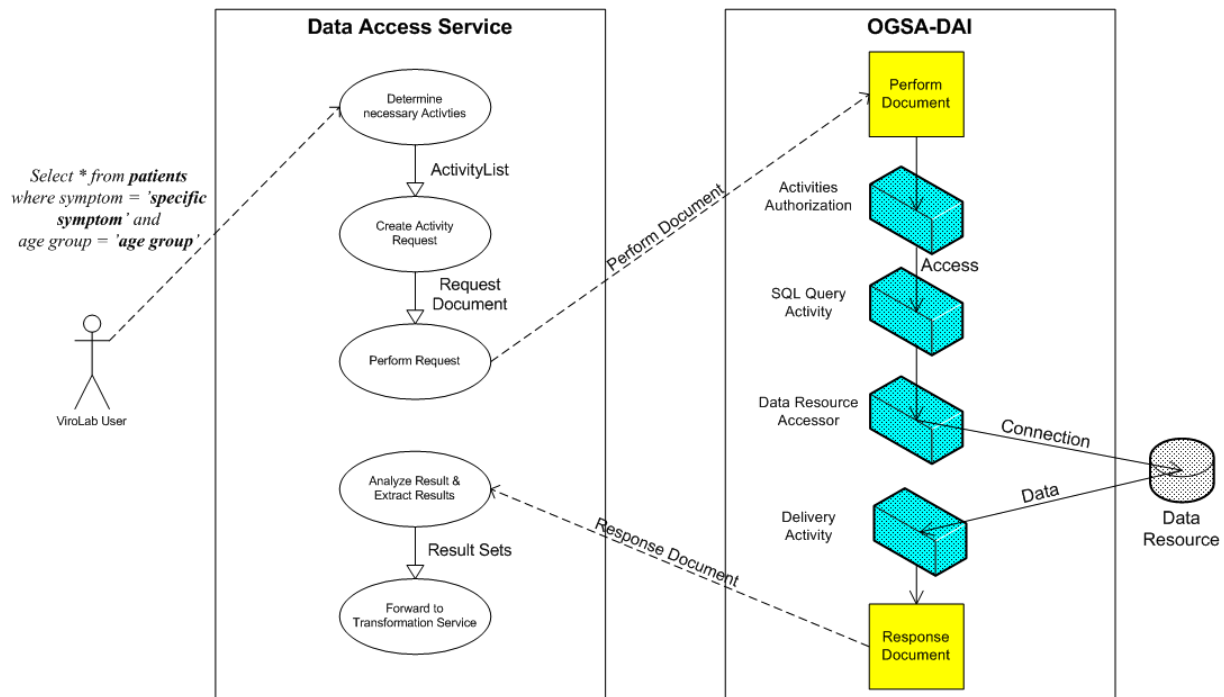 Data Access Service
OGSA-DAI
Determine
necessary Activties
Perform
Document
ActivityList
Select * from patients
where symptom = 'specific
symptom' and
age group = 'age group'
Activities
Authorization
Create Activity
Request
Perform Document
Access
Request
Document
SQL Query
Activity
Perform Request
ViroLab User
Data Resource
Accessor
Connection
Analyze Result &
Extract Results
Data
Data
Resource
Delivery
Activity
Response Document
Result Sets
Forward to
Transformation Service
Response
Document